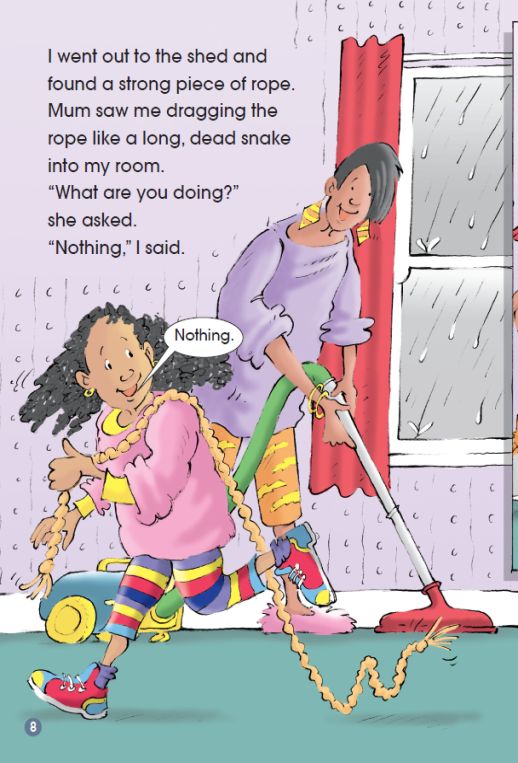 I went out to the shed and
found a strong piece of rope.
Mum saw me dragging the
rope like a long, dead snake
into my room.
“What are you doing?”
she asked.
“Nothing,” I said.
Nothing.
8